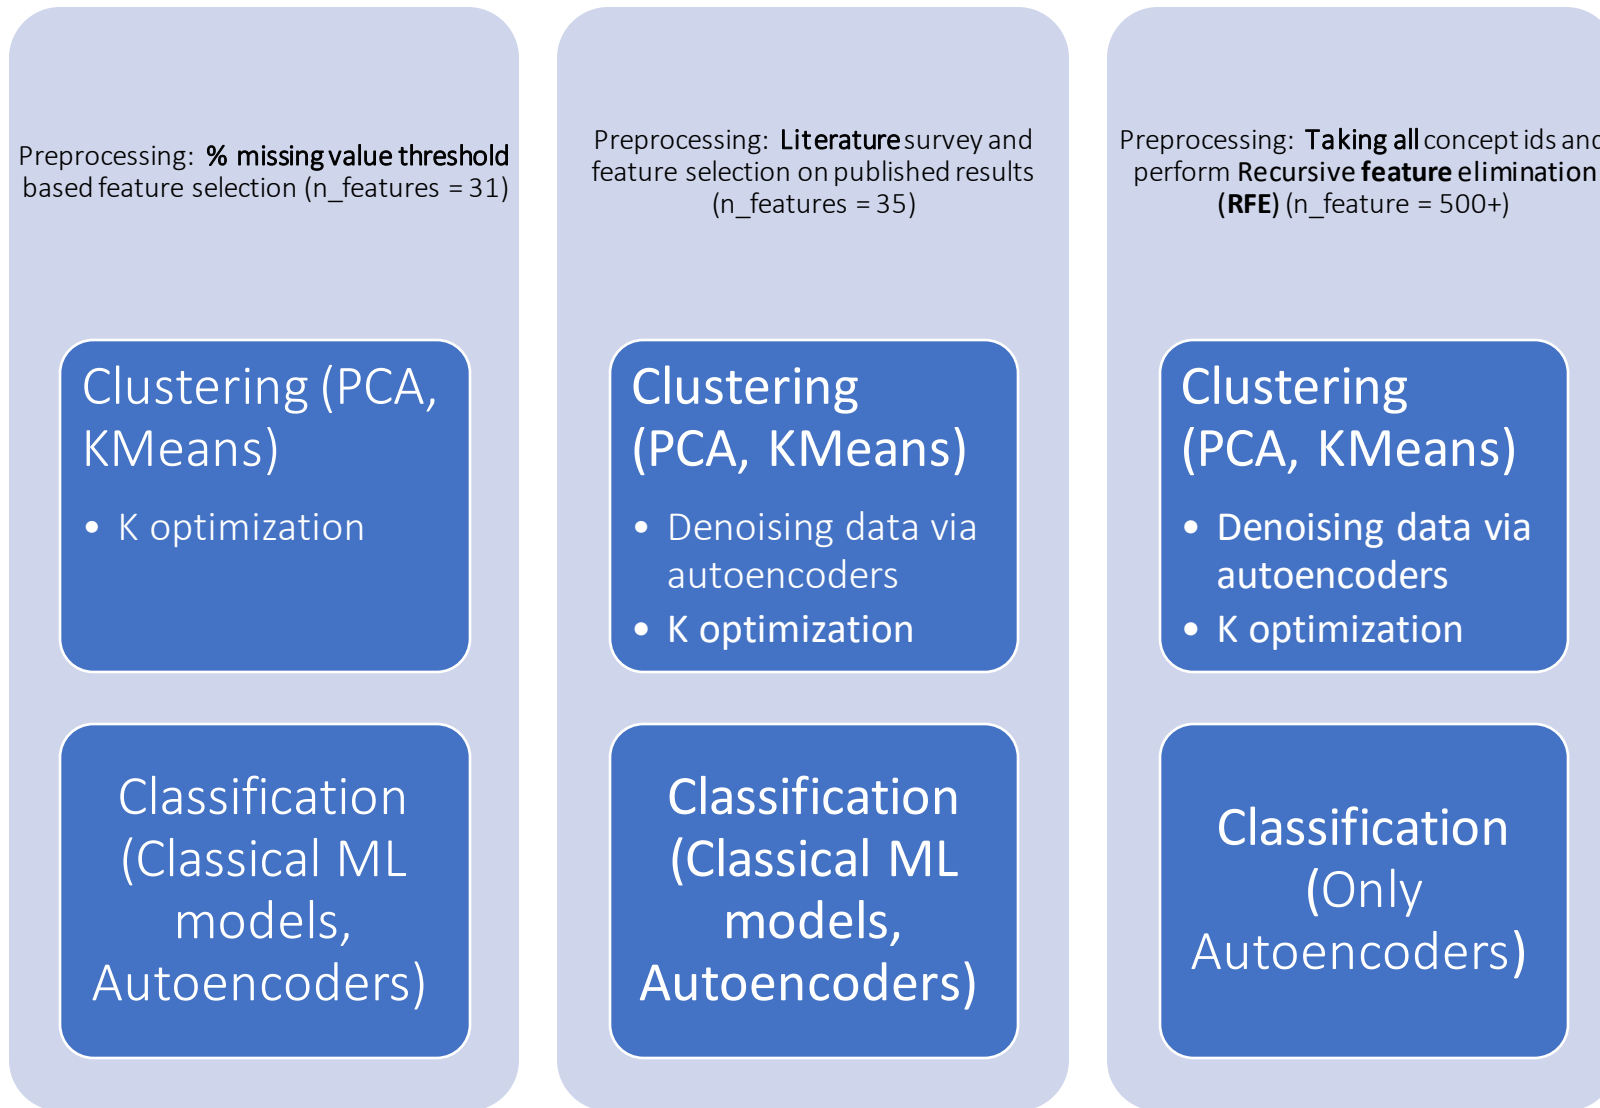 Preprocessing: % missing value threshold
based feature selection (n_features = 31)
Clustering (PCA,
KMeans)
• K optimization
Classification
(Classical ML
models,
Autoencoders)
Preprocessing: Literature survey and
feature selection on published results
(n_features = 35)
Clustering
(PCA, KMeans)
• Denoising data via
autoencoders
• K optimization
Classification
(Classical ML
models,
Autoencoders)
Preprocessing: Taking all concept ids and
perform Recursive feature elimination
(RFE) (n_feature = 500+)
Clustering
(PCA, KMeans)
• Denoising data via
autoencoders
• K optimization
Classification
(Only
Autoencoders)